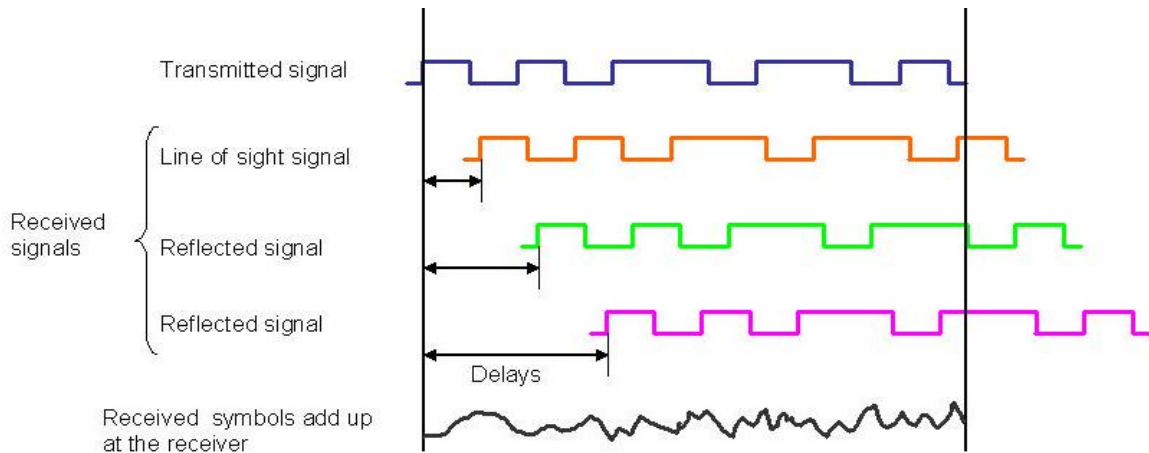 Transmitted signal
Line of sight signal
Received
signals
Reflected signal
Reflected signal
Delays
Received symbols add up
at the receiver